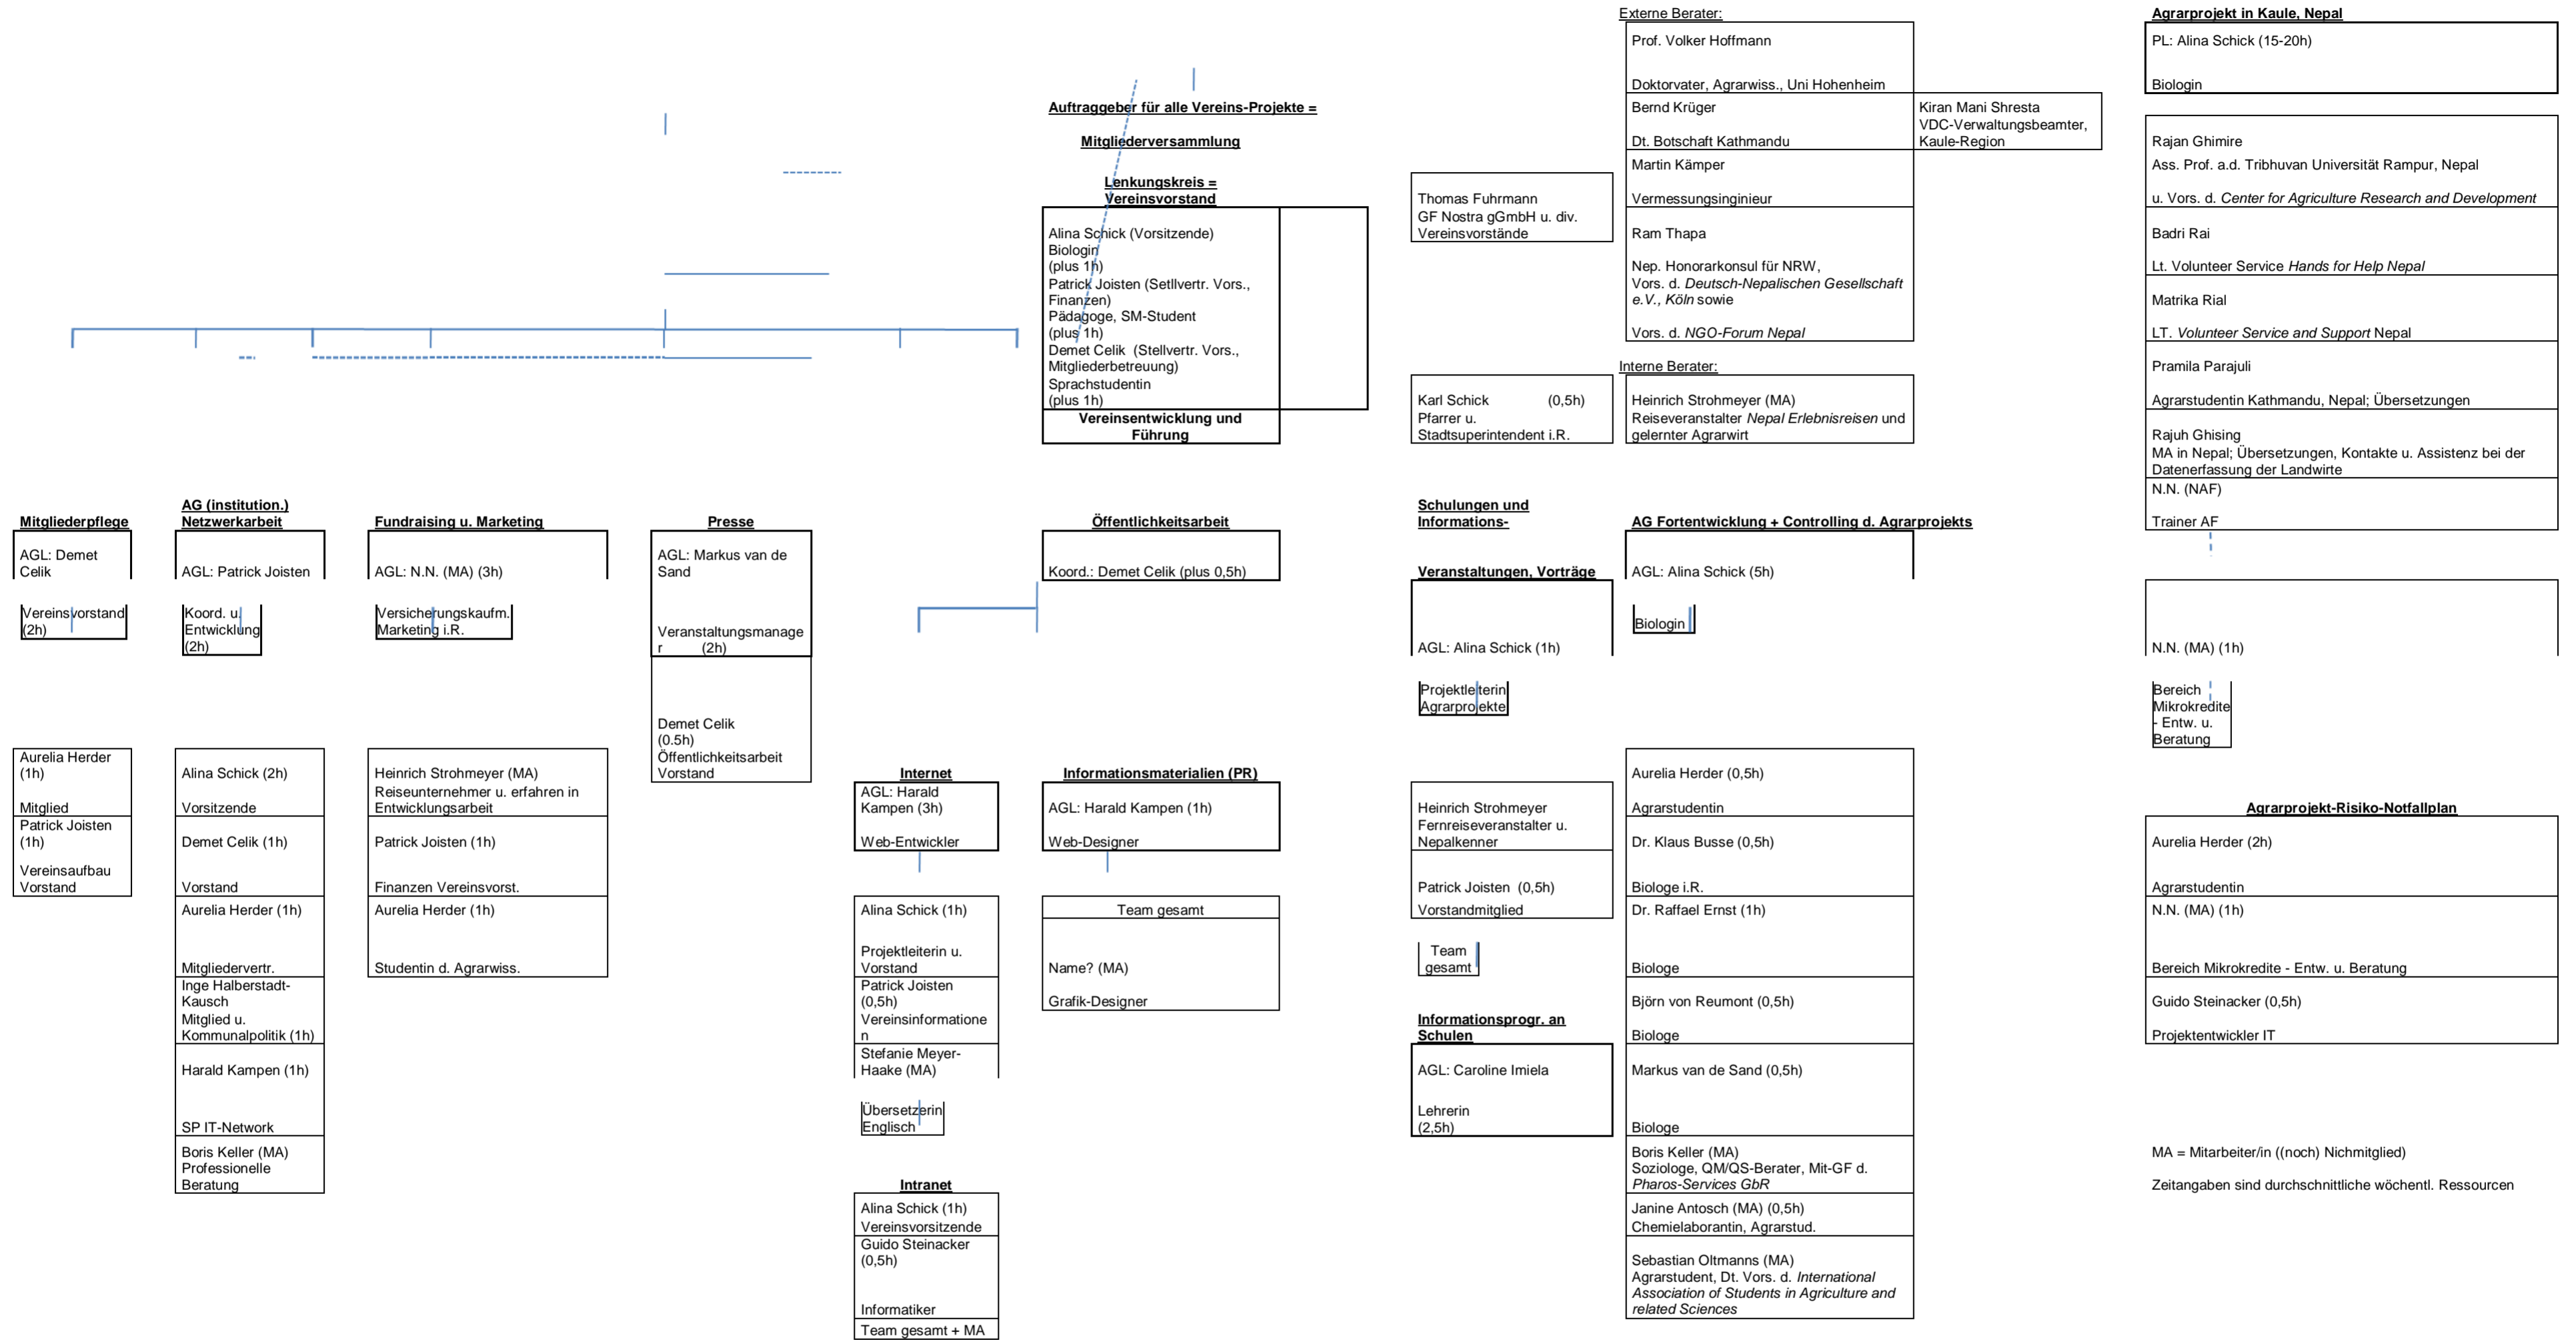 Externe Berater:
Prof. Volker Hoffmann
Doktorvater, Agrarwiss., Uni Hohenheim
Bernd Krüger
Dt. Botschaft Kathmandu
Kiran Mani Shresta
VDC-Verwaltungsbeamter,
Kaule-Region
Martin Kämper
Vermessungsinginieur
Ram Thapa
Nep. Honorarkonsul für NRW,
Vors. d. Deutsch-Nepalischen Gesellschaft
e.V., Köln sowie
Vors. d. NGO-Forum Nepal
Thomas Fuhrmann
GF Nostra gGmbH u. div.
Vereinsvorstände
Interne Berater:
Karl Schick (0,5h)
Pfarrer u.
Stadtsuperintendent i.R.
Heinrich Strohmeyer (MA)
Reiseveranstalter Nepal Erlebnisreisen und
gelernter Agrarwirt
Auftraggeber für alle Vereins-Projekte =
Mitgliederversammlung
Lenkungskreis =
Vereinsvorstand
Alina Schick (Vorsitzende)
Biologin
(plus 1h)
Patrick Joisten (Setllvertr. Vors.,
Finanzen)
Pädagoge, SM-Student
(plus 1h)
Demet Celik (Stellvertr. Vors.,
Mitgliederbetreuung)
Sprachstudentin
(plus 1h)
Vereinsentwicklung und
Führung
Agrarprojekt in Kaule, Nepal
PL: Alina Schick (15-20h)
Biologin
Rajan Ghimire
Ass. Prof. a.d. Tribhuvan Universität Rampur, Nepal
u. Vors. d. Center for Agriculture Research and Development
Badri Rai
Lt. Volunteer Service Hands for Help Nepal
Matrika Rial
LT. Volunteer Service and Support Nepal
Pramila Parajuli
Agrarstudentin Kathmandu, Nepal; Übersetzungen
Rajuh Ghising
MA in Nepal; Übersetzungen, Kontakte u. Assistenz bei der
Datenerfassung der Landwirte
N.N. (NAF)
Trainer AF
N.N. (MA) (1h)
Bereich
Mikrokredite
- Entw. u.
Beratung
Agrarprojekt-Risiko-Notfallplan
Aurelia Herder (2h)
Agrarstudentin
N.N. (MA) (1h)
Bereich Mikrokredite - Entw. u. Beratung
Guido Steinacker (0,5h)
Projektentwickler IT
MA = Mitarbeiter/in ((noch) Nichmitglied)
Zeitangaben sind durchschnittliche wöchentl. Ressourcen
Mitgliederpflege
AGL: Demet
Celik
Vereinsvorstand
(2h)
Aurelia Herder
(1h)
Mitglied
Patrick Joisten
(1h)
Vereinsaufbau
Vorstand
AG (institution.)
Netzwerkarbeit
AGL: Patrick Joisten
Koord. u.
Entwicklung
(2h)
Alina Schick (2h)
Vorsitzende
Demet Celik (1h)
Vorstand
Aurelia Herder (1h)
Mitgliedervertr.
Inge Halberstadt-
Kausch
Mitglied u.
Kommunalpolitik (1h)
Harald Kampen (1h)
SP IT-Network
Boris Keller (MA)
Professionelle
Beratung
Fundraising u. Marketing
AGL: N.N. (MA) (3h)
Versicherungskaufm.
Marketing i.R.
Heinrich Strohmeyer (MA)
Reiseunternehmer u. erfahren in
Entwicklungsarbeit
Patrick Joisten (1h)
Finanzen Vereinsvorst.
Aurelia Herder (1h)
Studentin d. Agrarwiss.
Presse
AGL: Markus van de
Sand
Veranstaltungsmanage
r (2h)
Demet Celik
(0.5h)
Öffentlichkeitsarbeit
Vorstand
Öffentlichkeitsarbeit
Koord.: Demet Celik (plus 0,5h)
Internet
AGL: Harald
Kampen (3h)
Web-Entwickler
Alina Schick (1h)
Projektleiterin u.
Vorstand
Patrick Joisten
(0,5h)
Vereinsinformatione
n
Stefanie Meyer-
Haake (MA)
Übersetzerin
Englisch
Intranet
Alina Schick (1h)
Vereinsvorsitzende
Guido Steinacker
(0,5h)
Informatiker
Team gesamt + MA
Informationsmaterialien (PR)
AGL: Harald Kampen (1h)
Web-Designer
Team gesamt
Name? (MA)
Grafik-Designer
Schulungen und
Informations-
Veranstaltungen, Vorträge
AGL: Alina Schick (1h)
Projektleiterin
Agrarprojekte
Heinrich Strohmeyer
Fernreiseveranstalter u.
Nepalkenner
Patrick Joisten (0,5h)
Vorstandmitglied
Team
gesamt
Informationsprogr. an
Schulen
AGL: Caroline Imiela
Lehrerin
(2,5h)
AG Fortentwicklung + Controlling d. Agrarprojekts
AGL: Alina Schick (5h)
Biologin
Aurelia Herder (0,5h)
Agrarstudentin
Dr. Klaus Busse (0,5h)
Biologe i.R.
Dr. Raffael Ernst (1h)
Biologe
Björn von Reumont (0,5h)
Biologe
Markus van de Sand (0,5h)
Biologe
Boris Keller (MA)
Soziologe, QM/QS-Berater, Mit-GF d.
Pharos-Services GbR
Janine Antosch (MA) (0,5h)
Chemielaborantin, Agrarstud.
Sebastian Oltmanns (MA)
Agrarstudent, Dt. Vors. d. International
Association of Students in Agriculture and
related Sciences